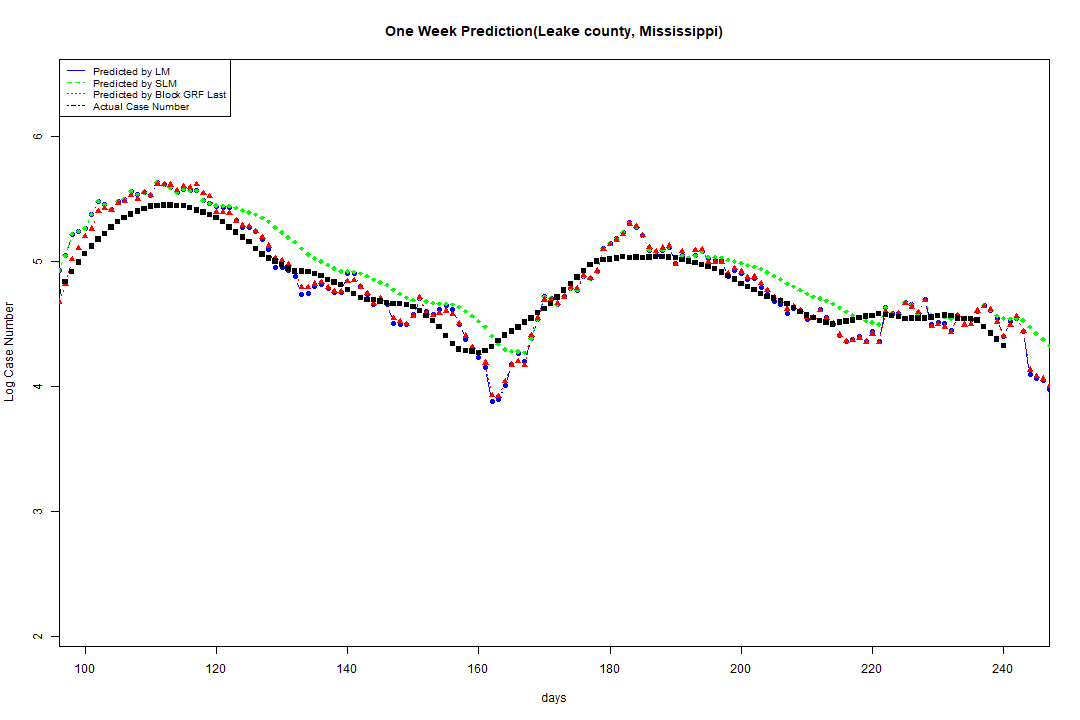 One Week Prediction(Leake county, Mississippi)
Predicted by LM
Predicted by SLM
Predicted by Block GRF Last
Actual Case Number
6
5
4
3
2
Log Case Number
100 120 140 160 180 200 220 240
days